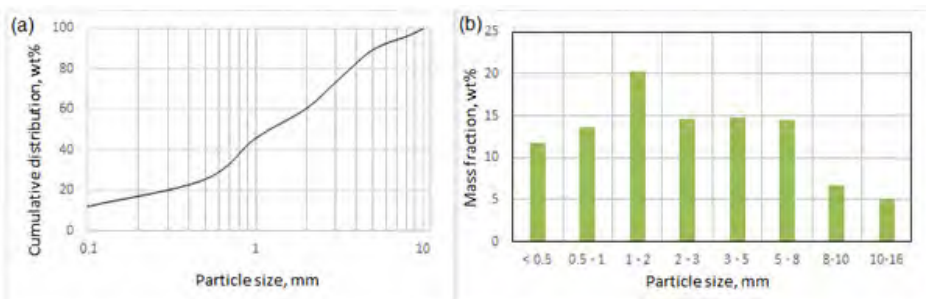 (a)
100
80
60
40
20
0
Cumulative distribution, wt%
0.1 1 10
Particle size, mm
(b)
25
20
15
10
5
0
Mass fraction, wt%
< 0.5 0.5 - 1 1 - 2 2 - 3 3 - 5 5 - 8 8-10 10-16
Particle size, mm